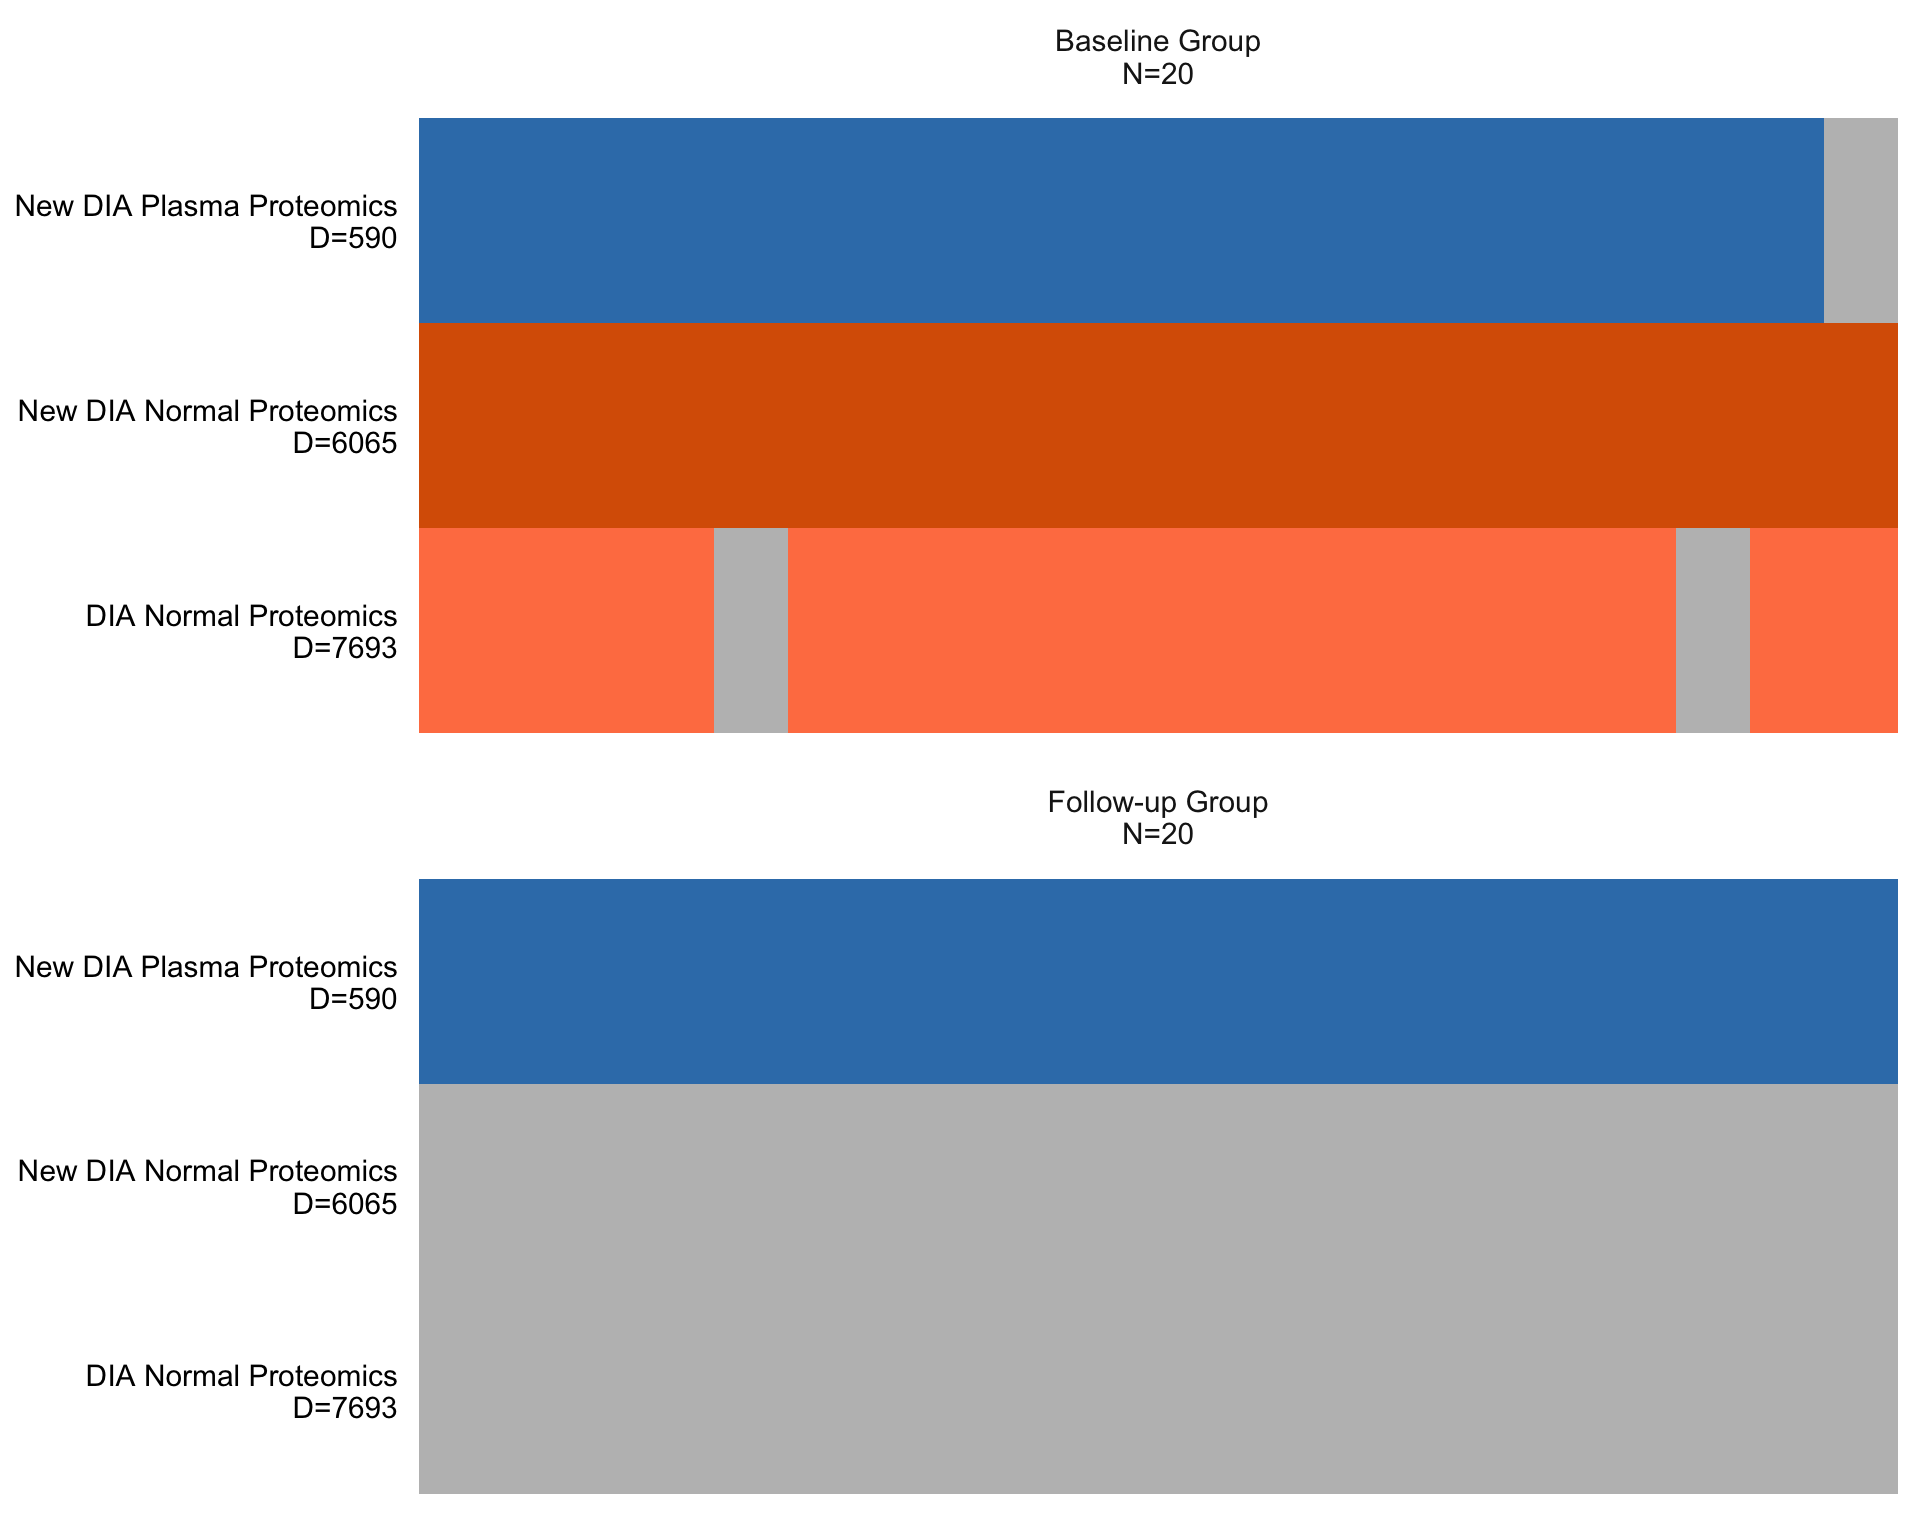 Baseline Group
N=20
New DIA Plasma Proteomics
D=590
New DIA Normal Proteomics
D=6065
DIA Normal Proteomics
D=7693
Follow-up Group
N=20
New DIA Plasma Proteomics
D=590
New DIA Normal Proteomics
D=6065
DIA Normal Proteomics
D=7693